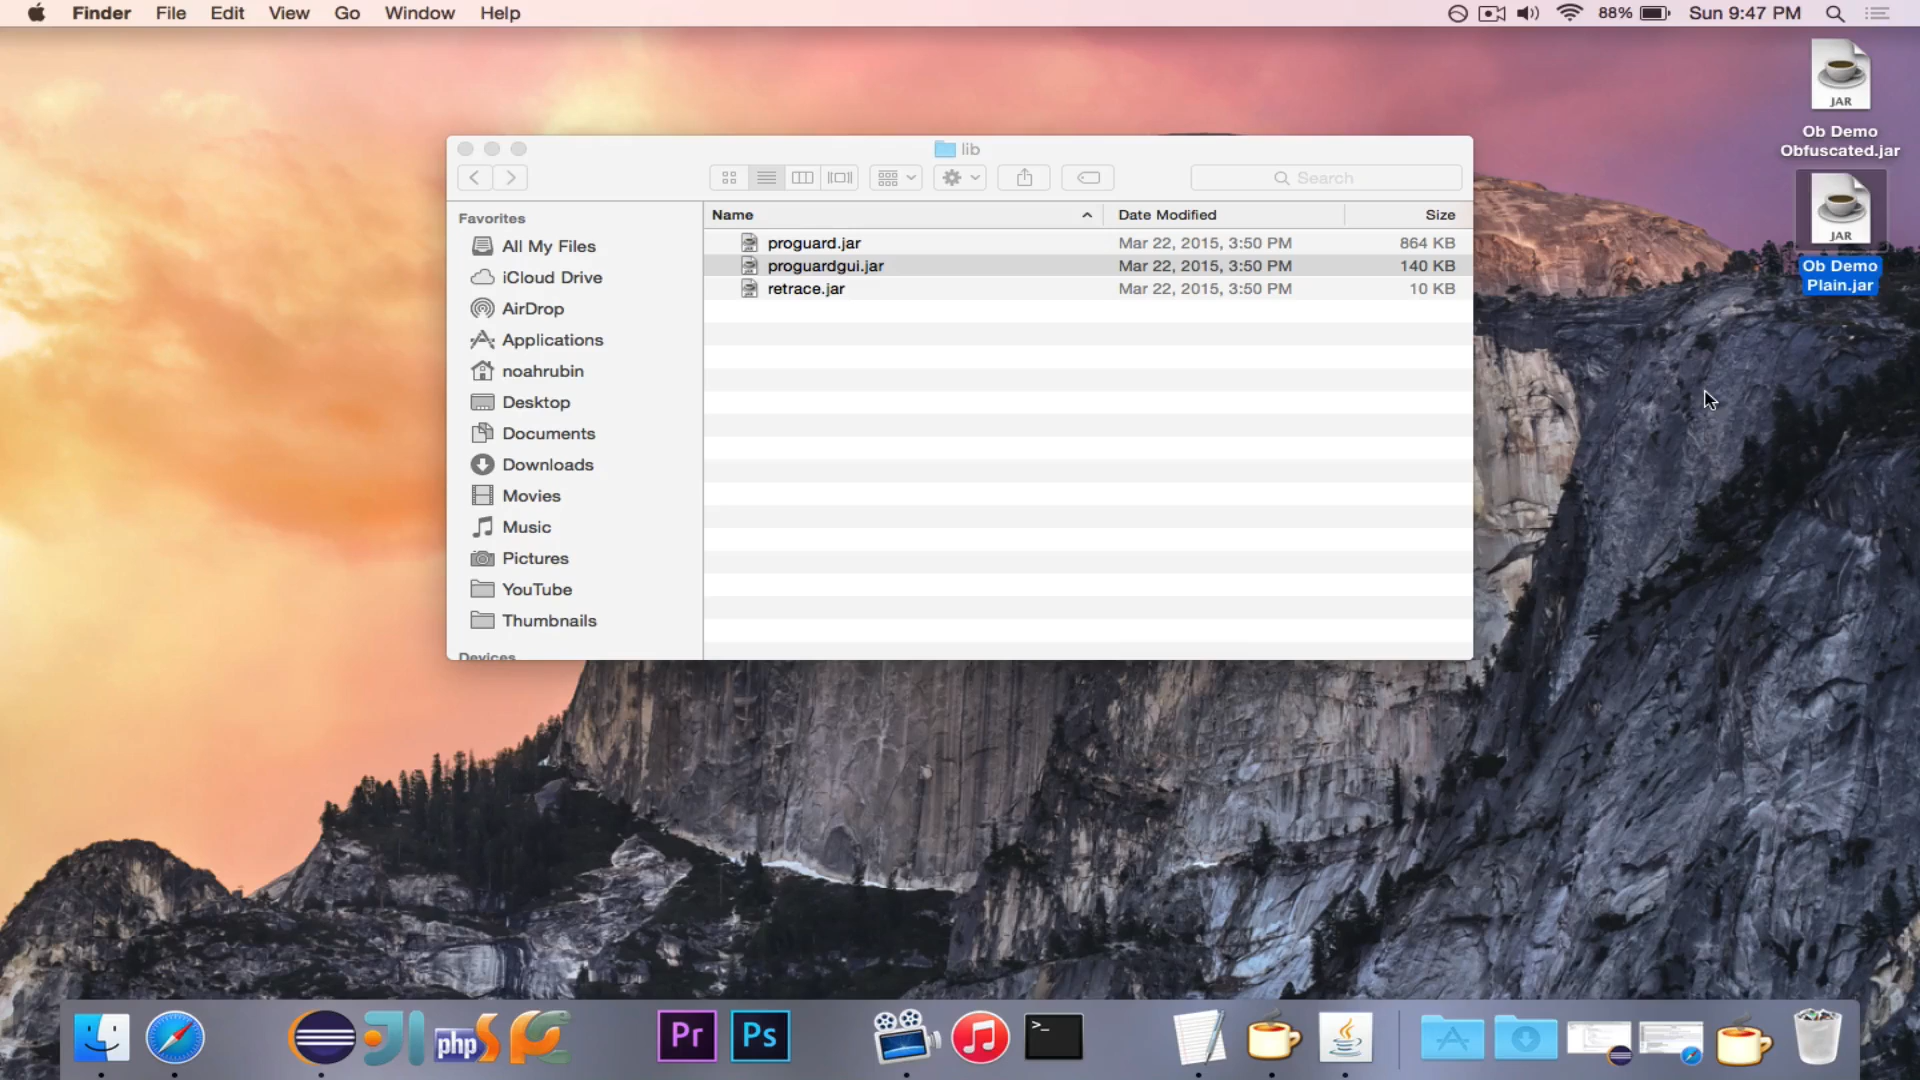 Finder File Edit View Go Window Help
88% Sun 9:47 PM
JAR
Ob Demo
Obfuscated.jar
JAR
Ob Demo
Plain.jar
lib
Search
Favorites
All My Files
iCloud Drive
AirDrop
Applications
noahrubin
Desktop
Documents
Downloads
Movies
Music
Pictures
YouTube
Thumbnails
Devices
Name Date Modified Size
proguard.jar Mar 22, 2015, 3:50 PM 864 KB
proguardgui.jar Mar 22, 2015, 3:50 PM 140 KB
retrace.jar Mar 22, 2015, 3:50 PM 10 KB
php
Pr
Ps
>_